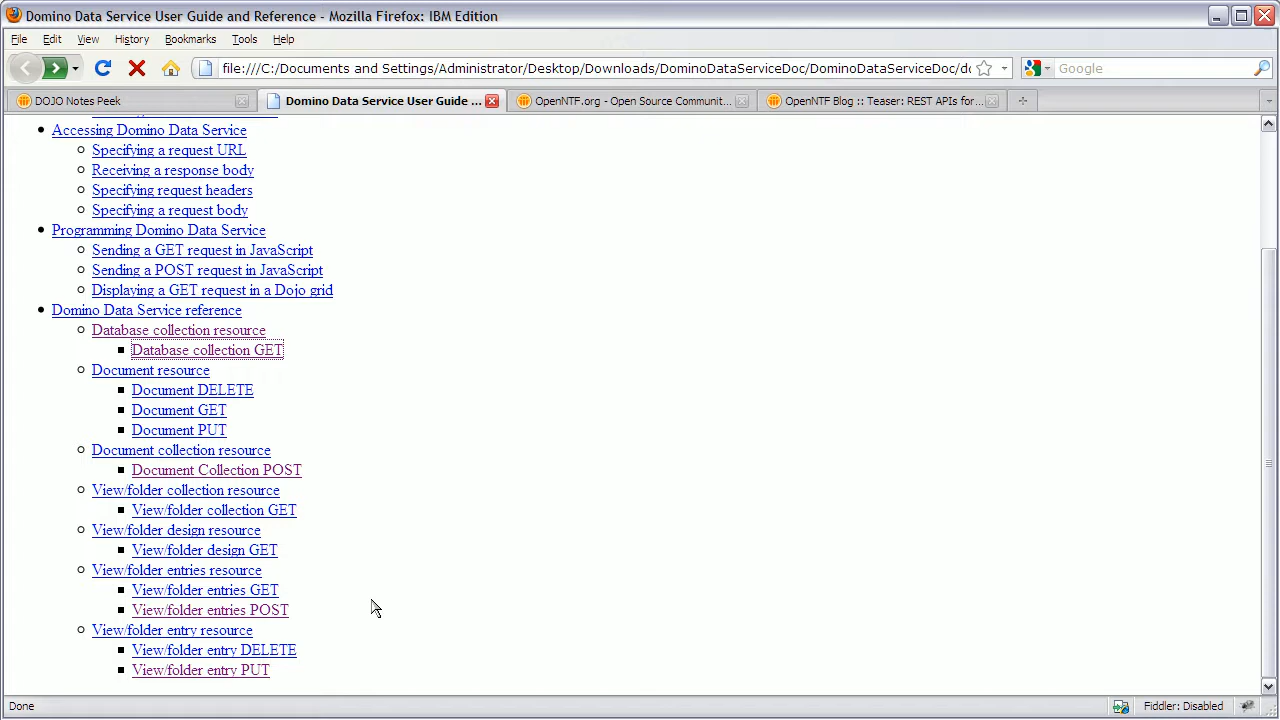 Domino Data Service User Guide and Reference - Mozilla Firefox: IBM Edition
File Edit View History Bookmarks Tools Help
file:///C:/Documents and Settings/Administrator/Desktop/Downloads/DominoDataServiceDoc/DominoDataServiceDoc/dc
Google
DOJO Notes Peek
Domino Data Service User Guide ...
OpenNTF.org - Open Source Communit...
OpenNTF Blog :: Teaser: REST APIs for...
Accessing Domino Data Service
Specifying a request URL
Receiving a response body
Specifying request headers
Specifying a request body
Programming Domino Data Service
Sending a GET request in JavaScript
Sending a POST request in JavaScript
Displaying a GET request in a Dojo grid
Domino Data Service reference
Database collection resource
Database collection GET
Document resource
Document DELETE
Document GET
Document PUT
Document collection resource
Document Collection POST
View/folder collection resource
View/folder collection GET
View/folder design resource
View/folder design GET
View/folder entries resource
View/folder entries GET
View/folder entries POST
View/folder entry resource
View/folder entry DELETE
View/folder entry PUT
Done
Fiddler: Disabled